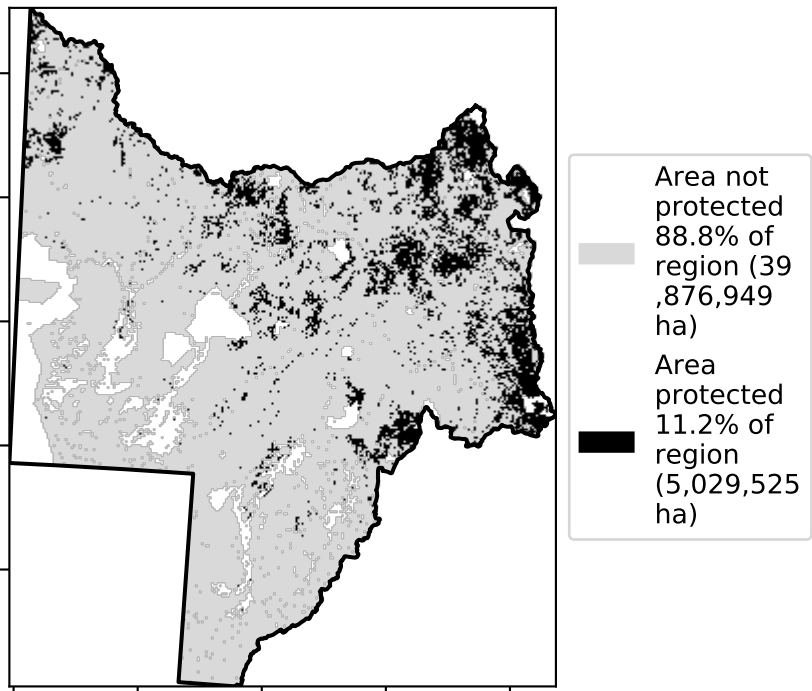 Area not
protected
88.8% of
region (39
,876,949
ha)
Area
protected
11.2% of
region
(5,029,525
ha)